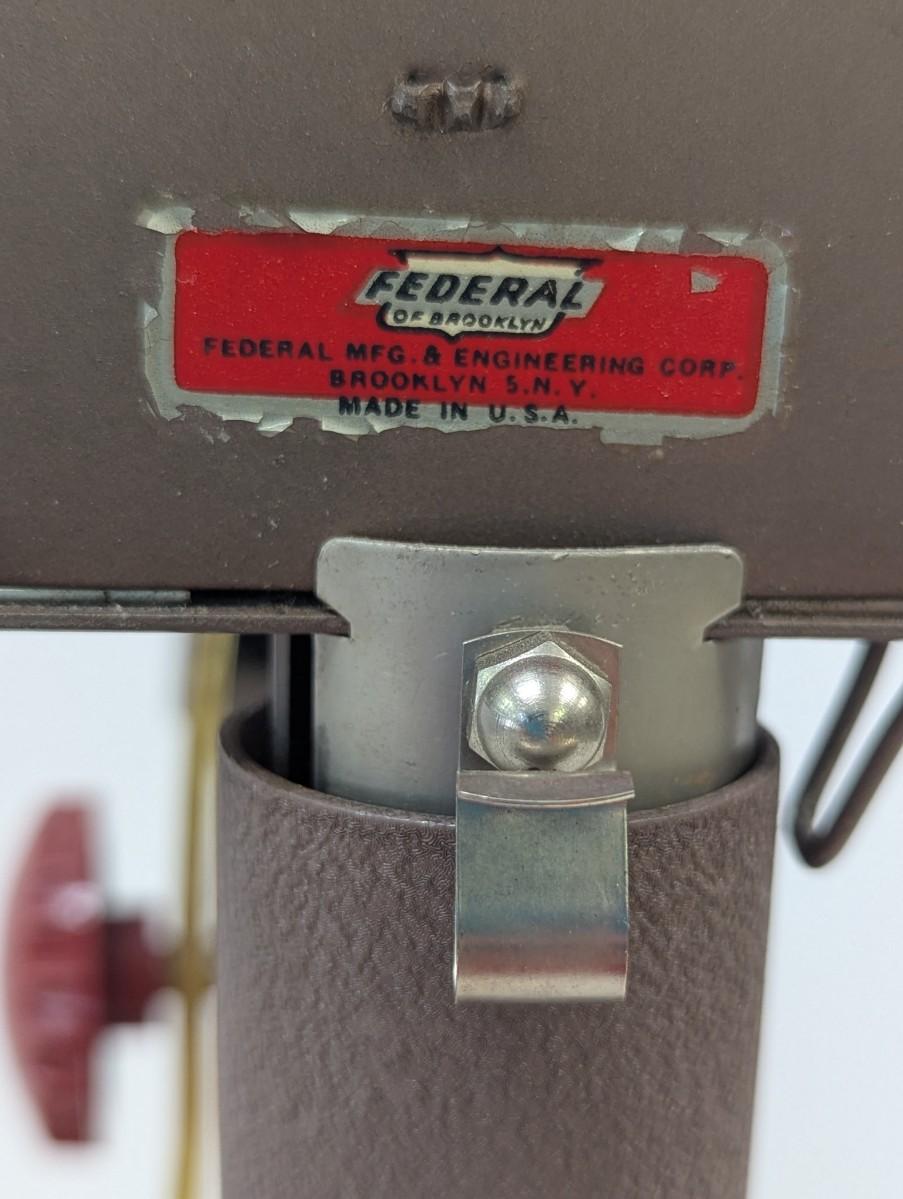 FEDERAL
OF BROOKLYN
FEDERAL MFG. & ENGINEERING CORP.
BROOKLYN 5. N. Y.
MADE IN U.S.A.